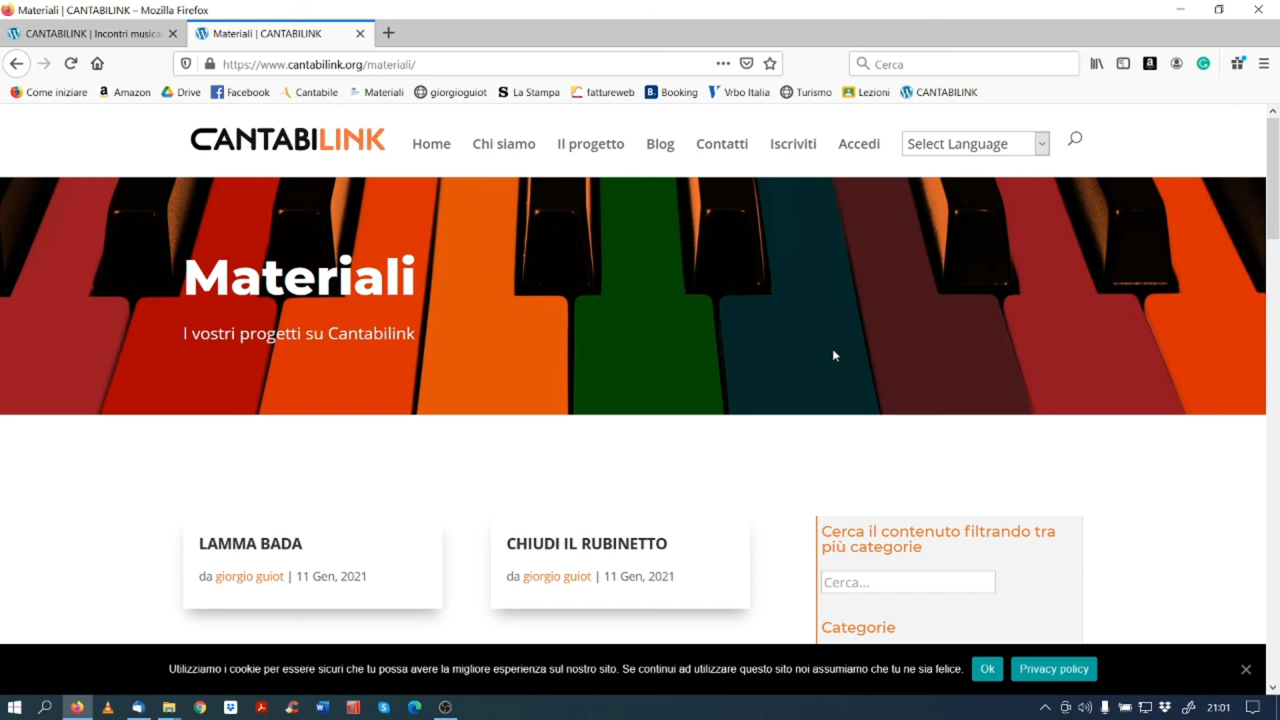 Materiali | CANTABILINK – Mozilla Firefox
CANTABILINK | Incontri musica
Materiali | CANTABILINK
https://www.cantabilink.org/materiali/
Cerca
Come iniziare
Amazon
Drive
Facebook
Cantabile
Materiali
giorgioguiot
La Stampa
fattureweb
Booking
Vrbo Italia
Turismo
Lezioni
CANTABILINK
CANTABILINK
Home
Chi siamo
Il progetto
Blog
Contatti
Iscriviti
Accedi
Select Language
Materiali
I vostri progetti su Cantabilink
LAMMA BADA
da giorgio guiot | 11 Gen, 2021
CHIUDI IL RUBINETTO
da giorgio guiot | 11 Gen, 2021
Cerca il contenuto filtrando tra
più categorie
Cerca...
Categorie
Utilizziamo i cookie per essere sicuri che tu possa avere la migliore esperienza sul nostro sito. Se continui ad utilizzare questo sito noi assumiamo che tu ne sia felice.
Ok
Privacy policy
21:01